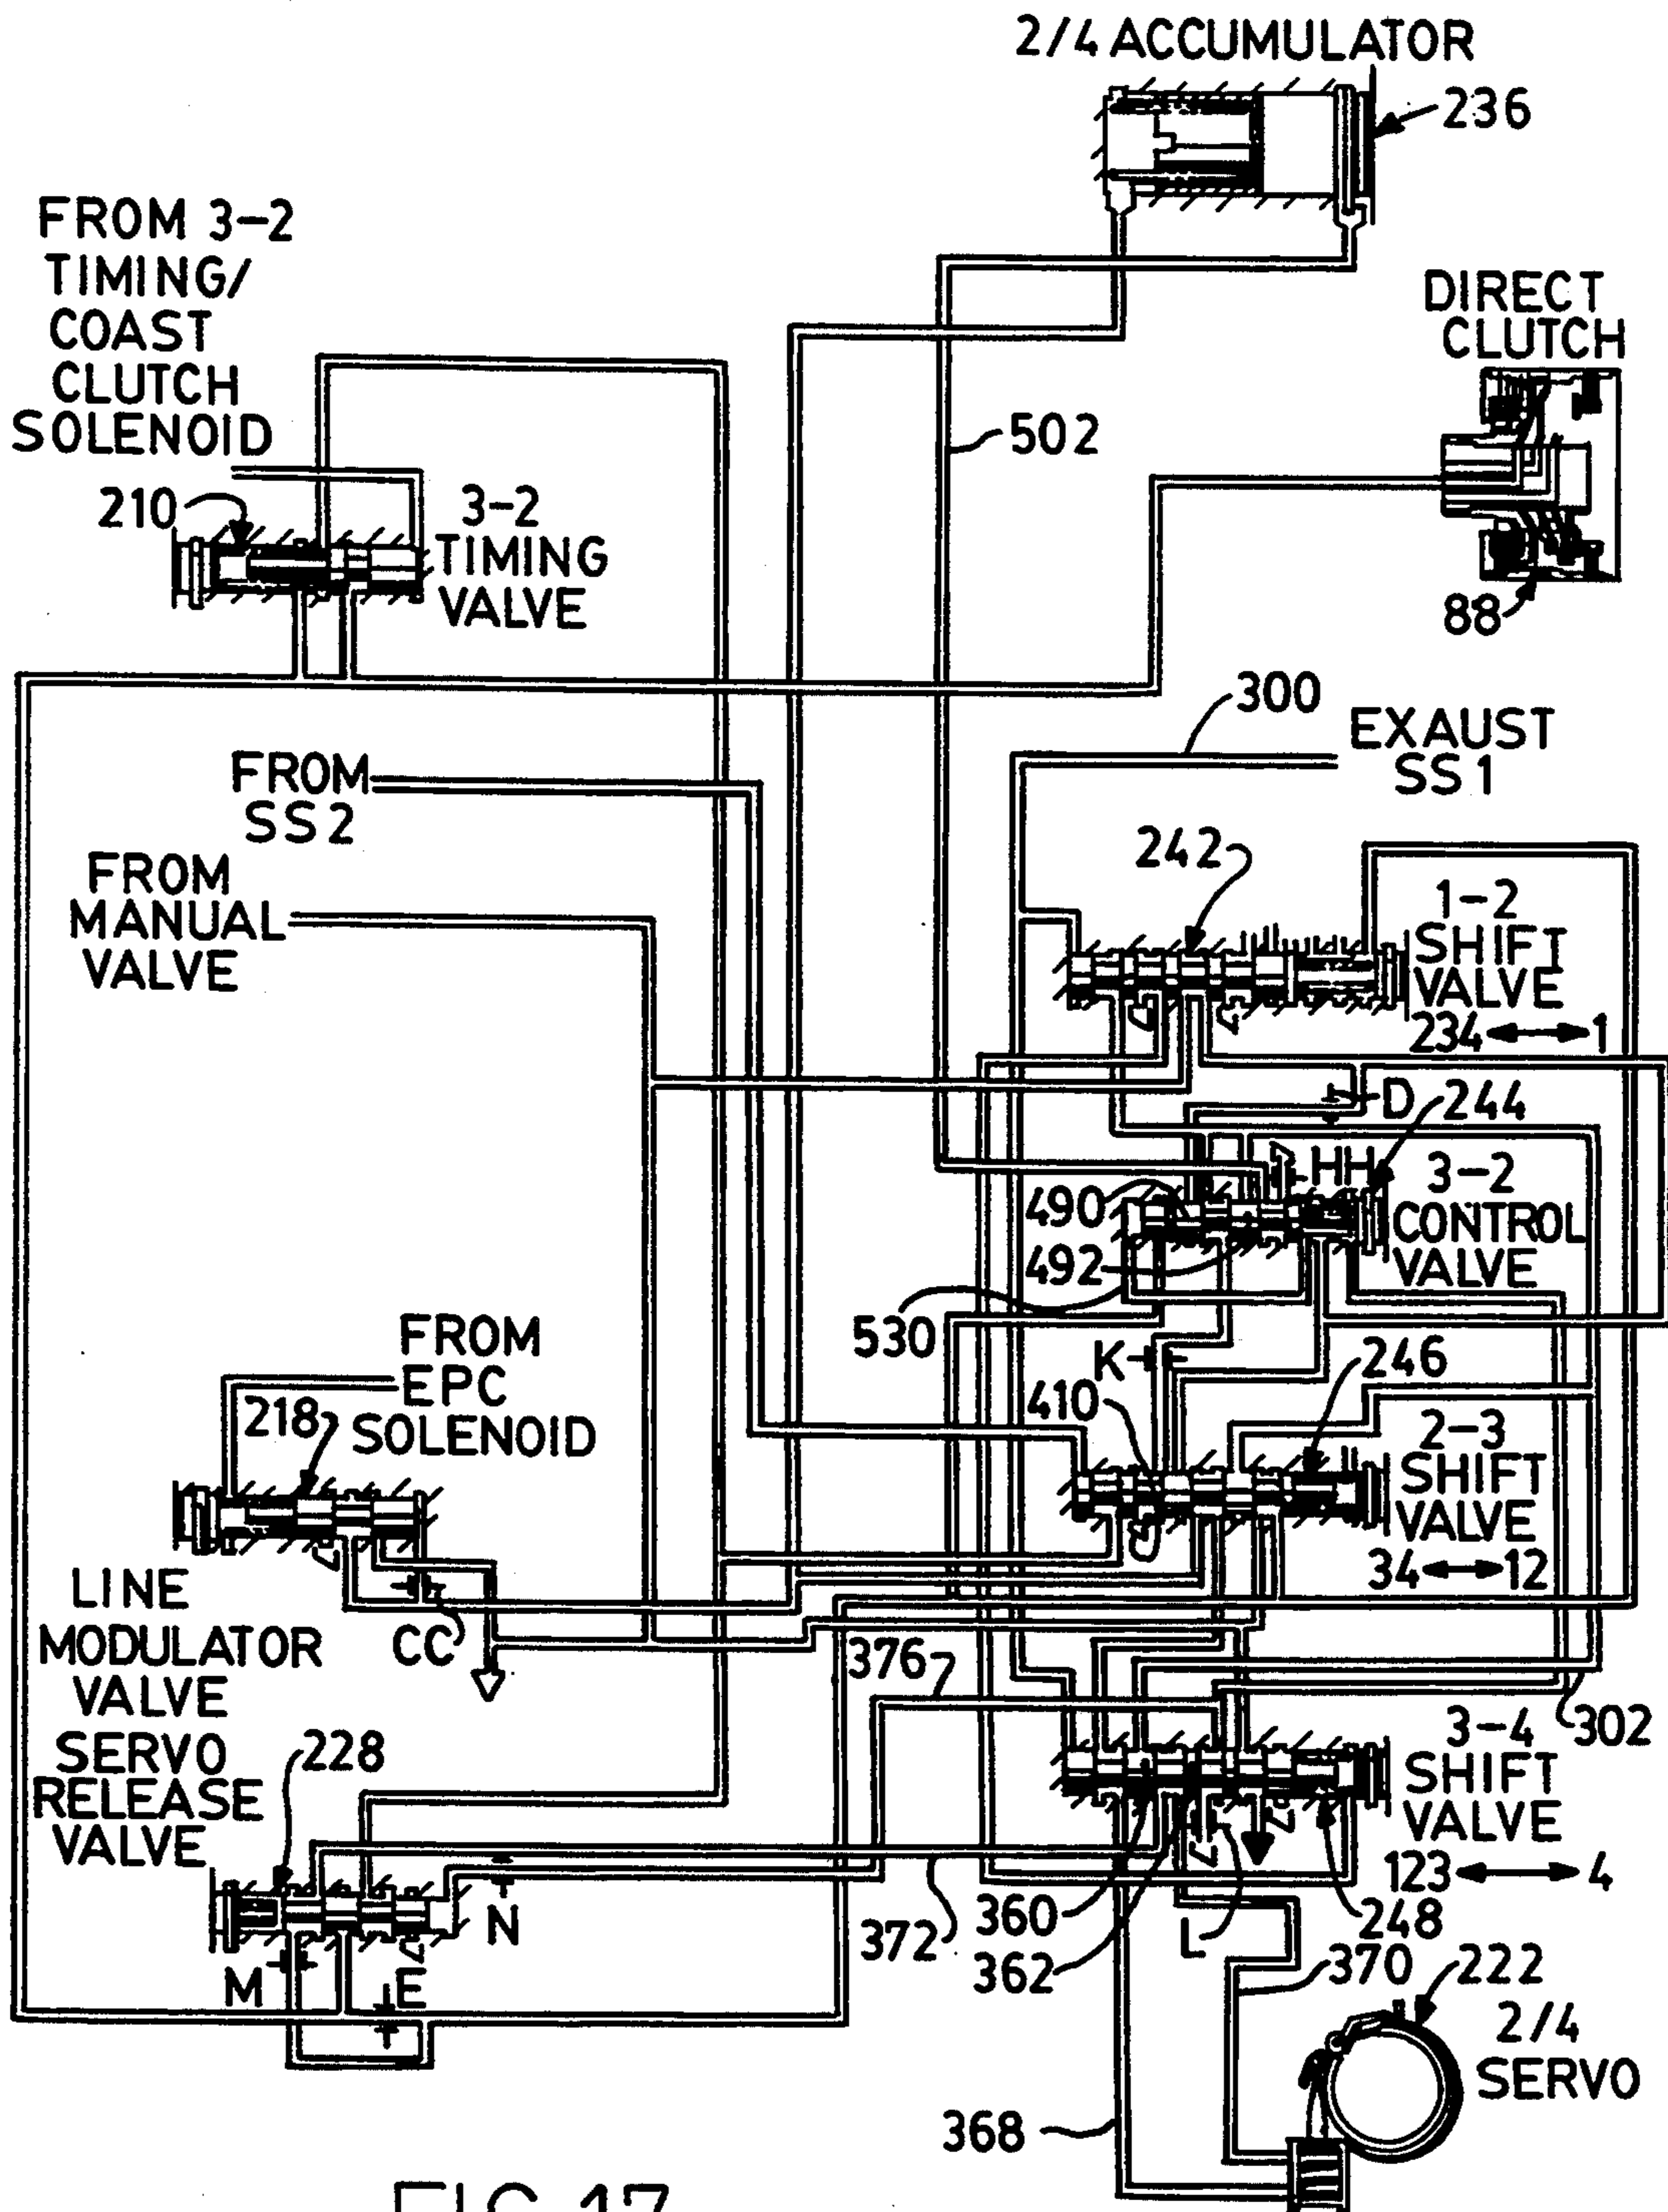 2/4 ACCUMULATOR
236
FROM 3-2
TIMING/
COAST
CLUTCH
SOLENOID
DIRECT
CLUTCH
502
210
3-2
TIMING
VALVE
88
300
EXAUST
SS1
FROM
SS2
242
FROM
MANUAL
VALVE
1-2
SHIFT
VALVE
234 1
D
244
HH
3-2
CONTROL
VALVE
490
492
530
FROM
EPC
SOLENOID
K
246
410
218
2-3
SHIFT
VALVE
34 12
LINE
MODULATOR
VALVE
CC
376
302
SERVO
RELEASE
VALVE
228
3-4
SHIFT
VALVE
123 4
N
372
360
362
L
248
M
E
370
222
2/4
SERVO
368
FIG. 17